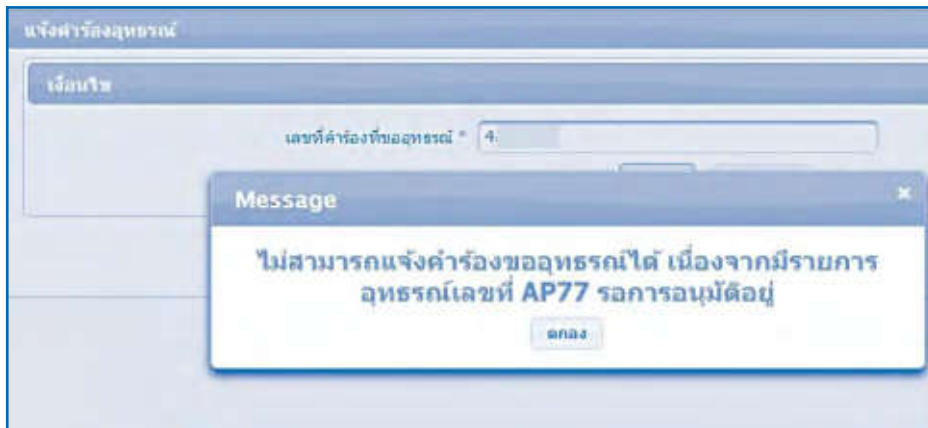 แจ้งคำร้องอุทธรณ์
เงื่อนไข
เลขที่คำร้องที่ขออุทธรณ์ * 4.
Message ×
ไม่สามารถแจ้งคำร้องขออุทธรณ์ได้ เนื่องจากมีรายการ
อุทธรณ์เลขที่ AP77 รอการอนุมัติอยู่
ตกลง